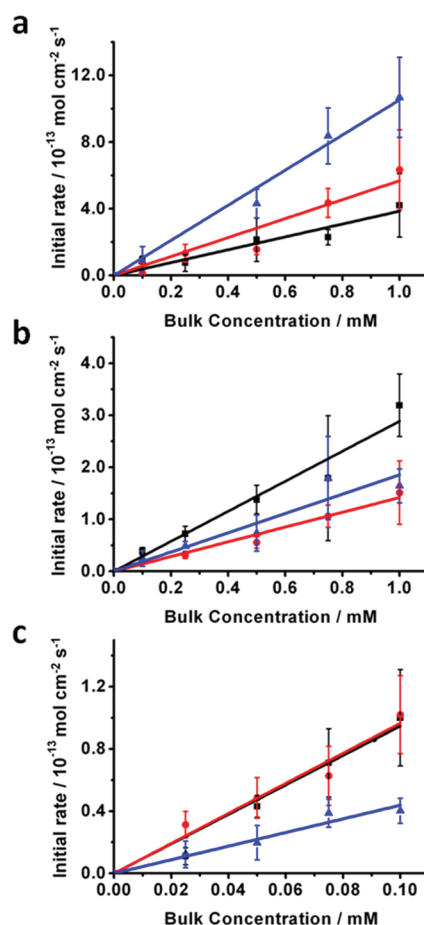 a
Initial rate / 10⁻¹³ mol cm⁻² s⁻¹
12.0
8.0
4.0
0.0
0.0 0.2 0.4 0.6 0.8 1.0
Bulk Concentration / mM
b
Initial rate / 10⁻¹³ mol cm⁻² s⁻¹
4.0
3.0
2.0
1.0
0.0
0.0 0.2 0.4 0.6 0.8 1.0
Bulk Concentration / mM
c
Initial rate / 10⁻¹³ mol cm⁻² s⁻¹
1.2
0.8
0.4
0.0
0.00 0.02 0.04 0.06 0.08 0.10
Bulk Concentration / mM